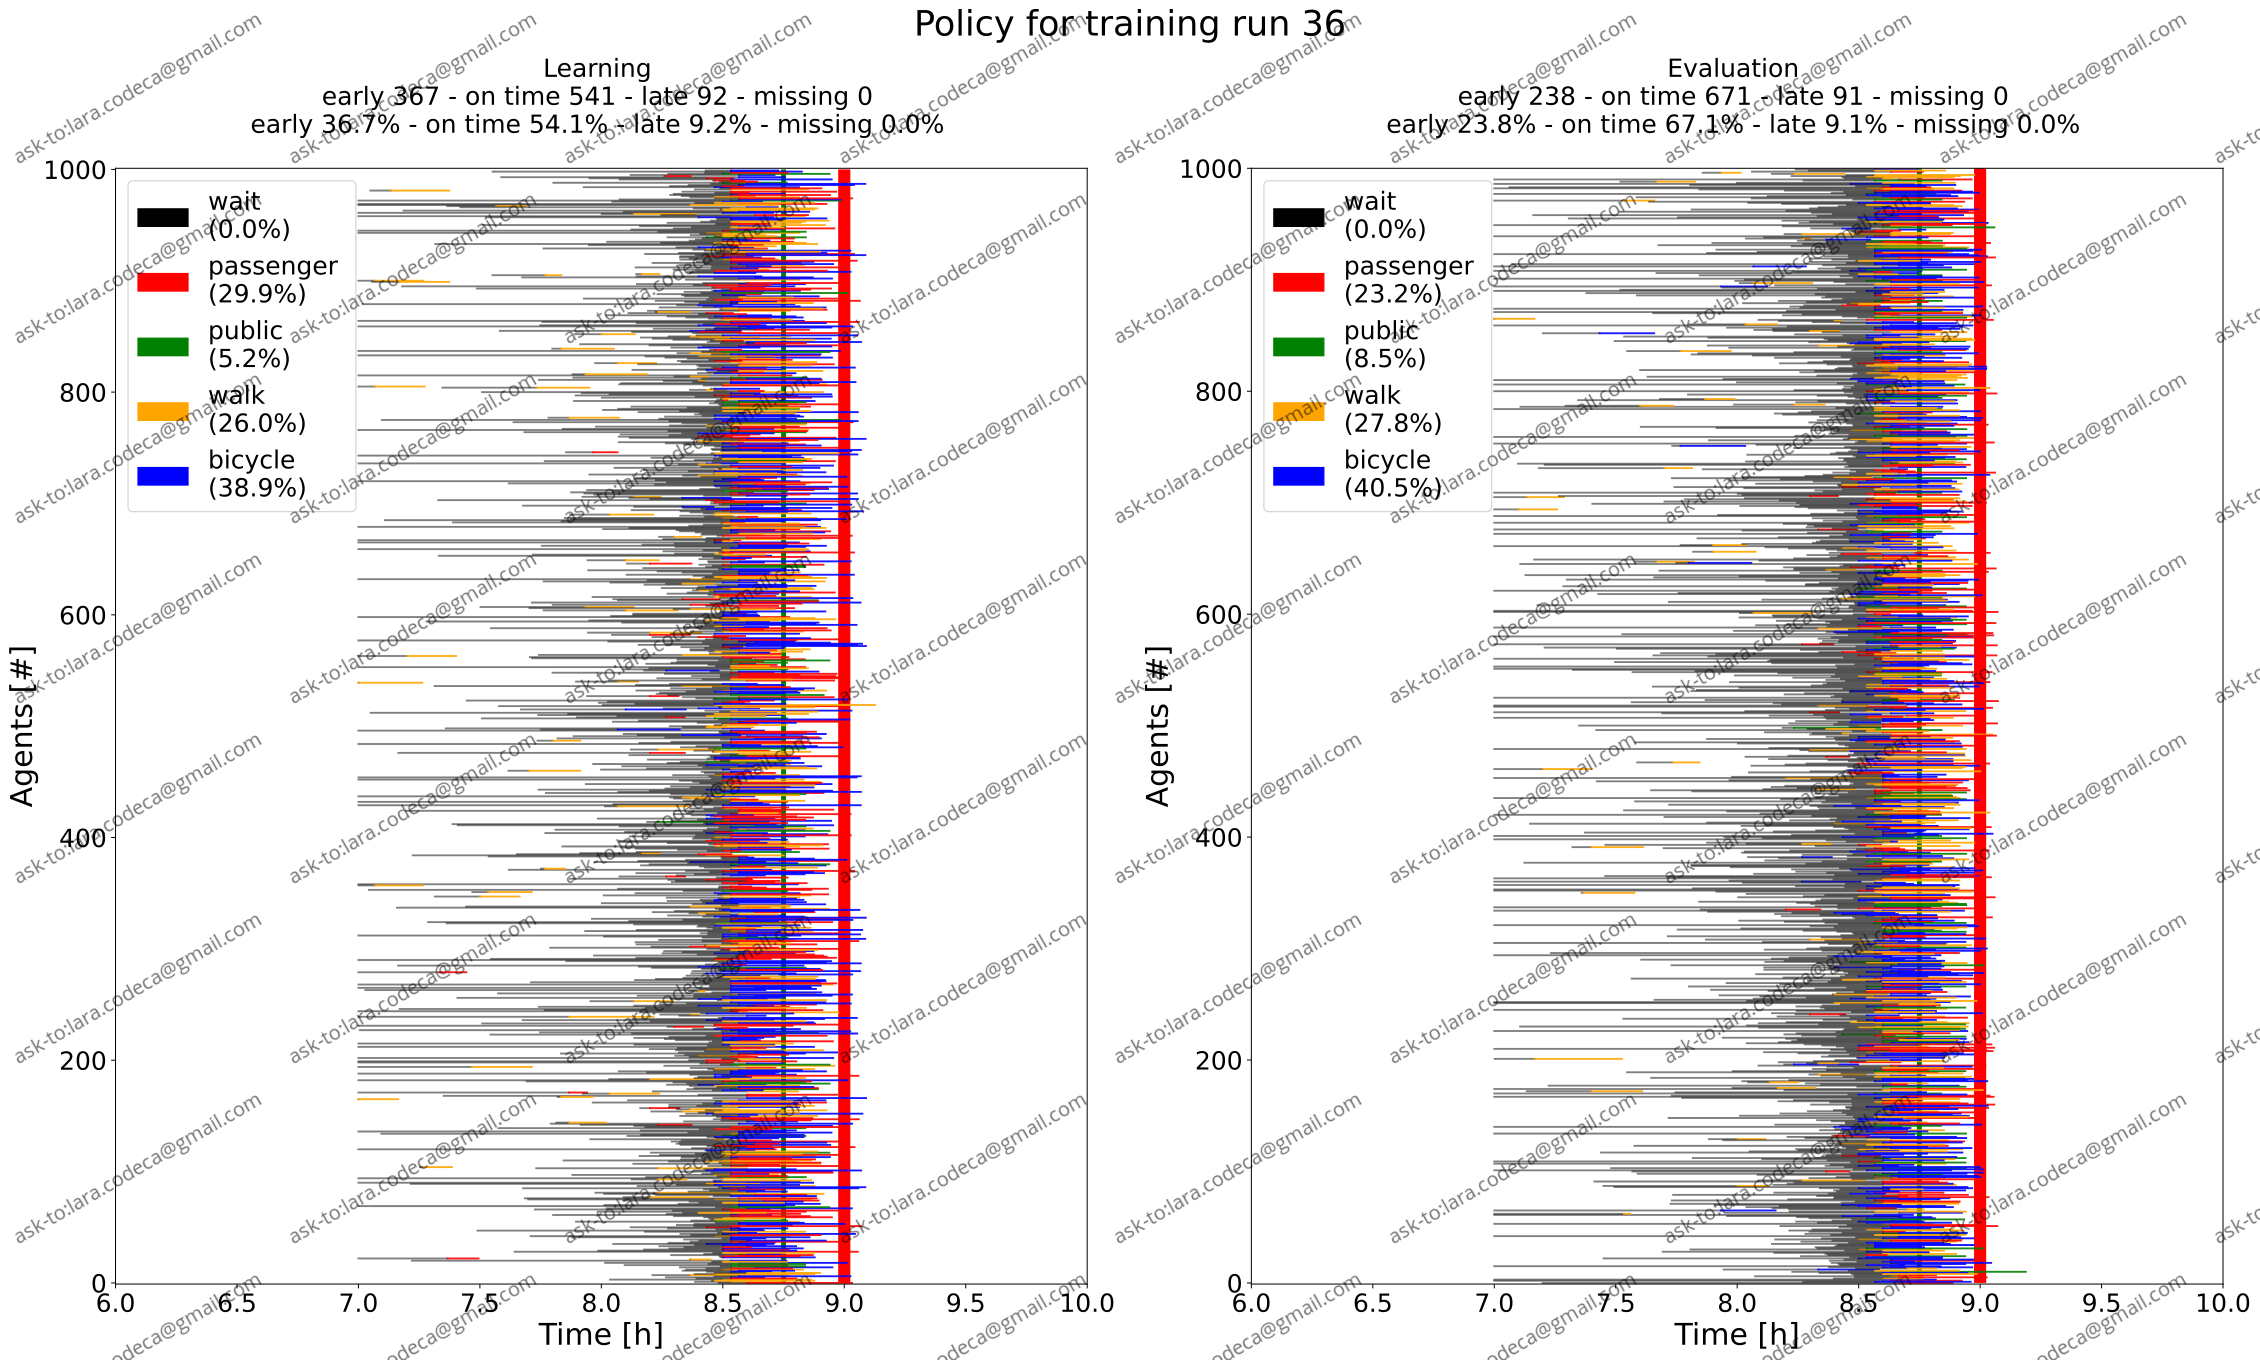 Policy for training run 36
Learning
early 367 - on time 541 - late 92 - missing 0
early 36.7% - on time 54.1% - late 9.2% - missing 0.0%
Evaluation
early 238 - on time 671 - late 91 - missing 0
early 23.8% - on time 67.1% - late 9.1% - missing 0.0%
wait
(0.0%)
passenger
(29.9%)
public
(5.2%)
walk
(26.0%)
bicycle
(38.9%)
1000
800
600
400
200
0
Agents [#]
6.0 6.5 7.0 7.5 8.0 8.5 9.0 9.5 10.0
Time [h]
wait
(0.0%)
passenger
(23.2%)
public
(8.5%)
walk
(27.8%)
bicycle
(40.5%)
1000
800
600
400
200
0
Agents [#]
6.0 6.5 7.0 7.5 8.0 8.5 9.0 9.5 10.0
Time [h]
ask-to:lara.codeca@gmail.com